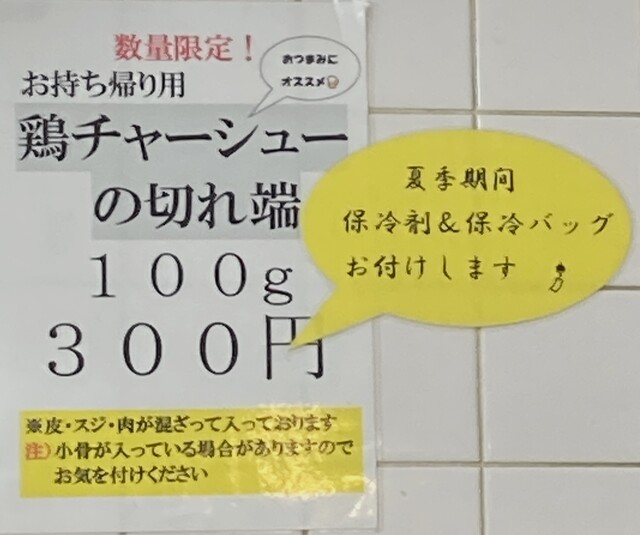 数量限定！
おつまみに
オススメ🍺
お持ち帰り用
鶏チャーシュー
の切れ端
１００g
３００円
夏季期间
保冷剤＆保冷バッグ
お付けします
※皮・スジ・肉が混ざって入っております
注）小骨が入っている場合がありますので
お気を付けください